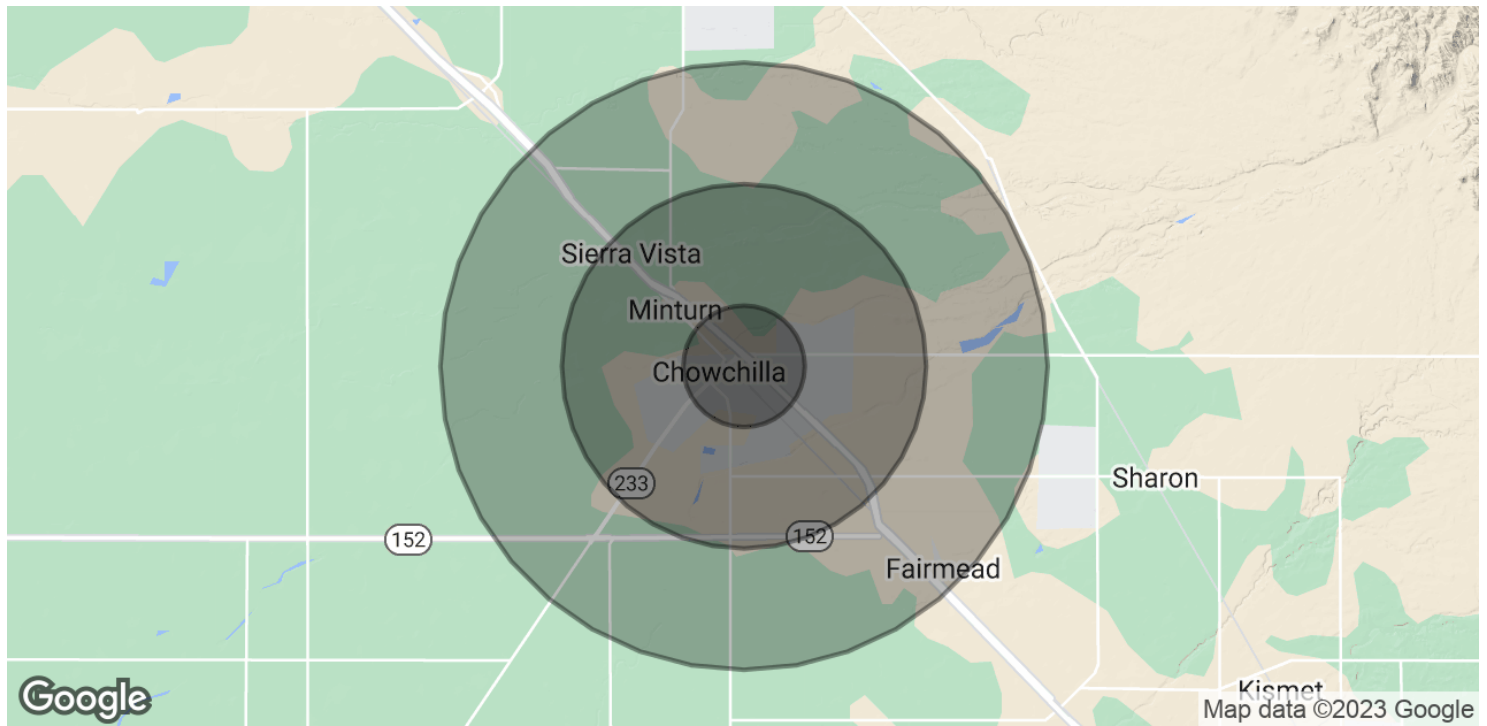 Sierra Vista
Minturn
Chowchilla
233
Sharon
152
152
Fairmead
Kismet
Google
Map data ©2023 Google